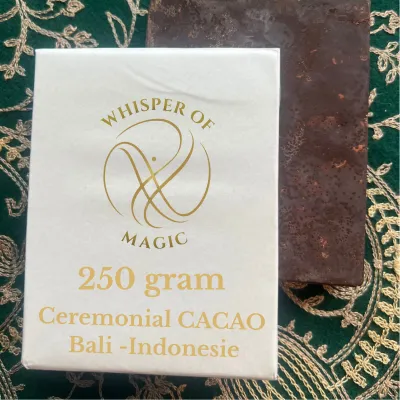 WHISPER OF
MAGIC
250 gram
Ceremonial CACAO
Bali -Indonesie